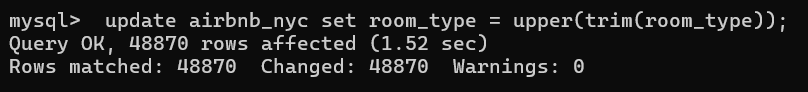 mysql>  update airbnb_nyc set room_type = upper(trim(room_type));
Query OK, 48870 rows affected (1.52 sec)
Rows matched: 48870  Changed: 48870  Warnings: 0